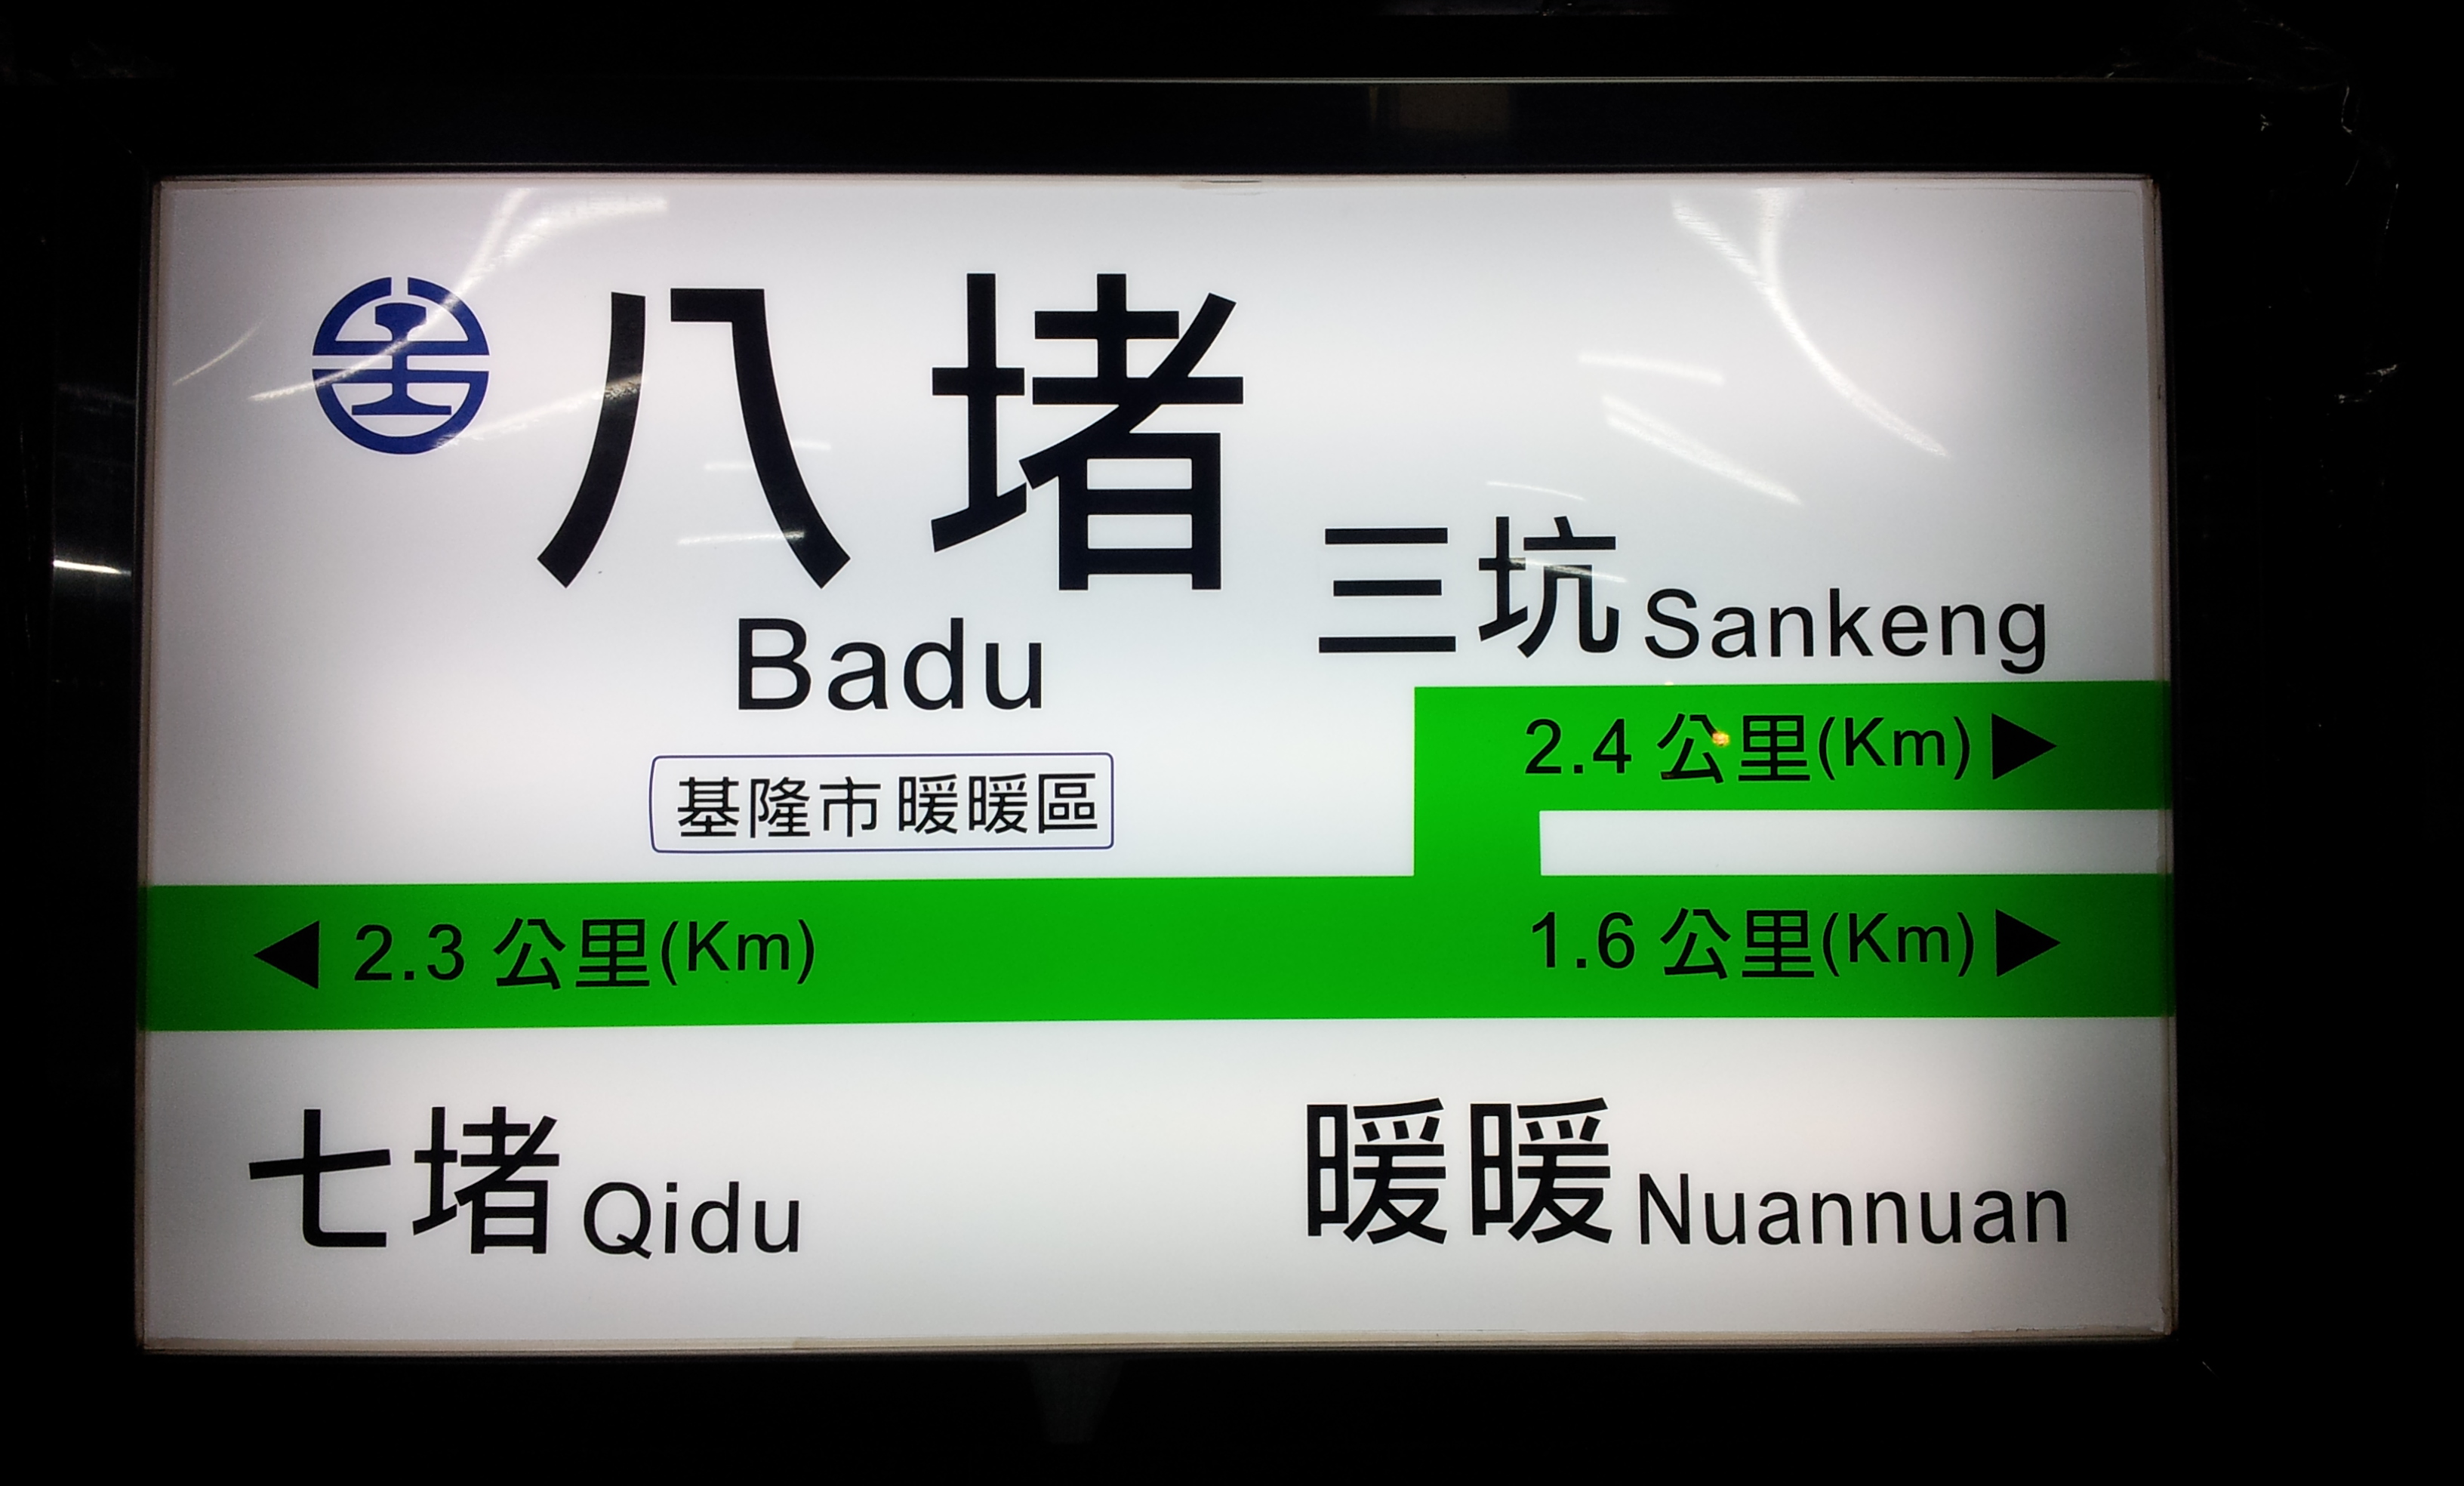 八堵
Badu
基隆市暖暖區
三坑 Sankeng
2.4 公里(Km) ▶
◀ 2.3 公里(Km)
1.6 公里(Km) ▶
七堵 Qidu
暖暖 Nuannuan